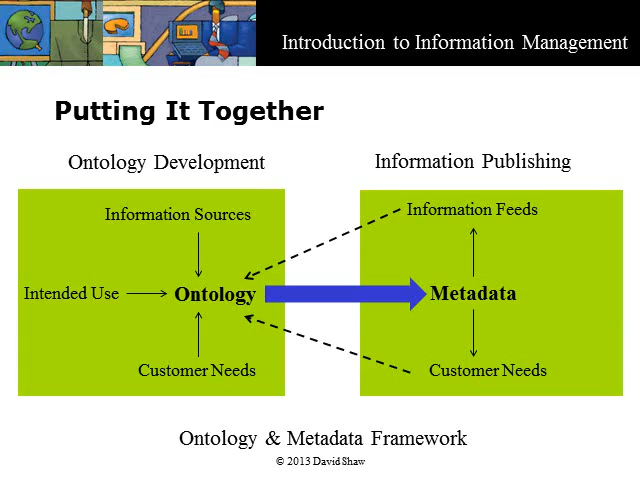 Introduction to Information Management
Putting It Together
Ontology Development
Information Publishing
Information Sources
Intended Use
Ontology
Customer Needs
Information Feeds
Metadata
Customer Needs
Ontology & Metadata Framework
© 2013 David Shaw